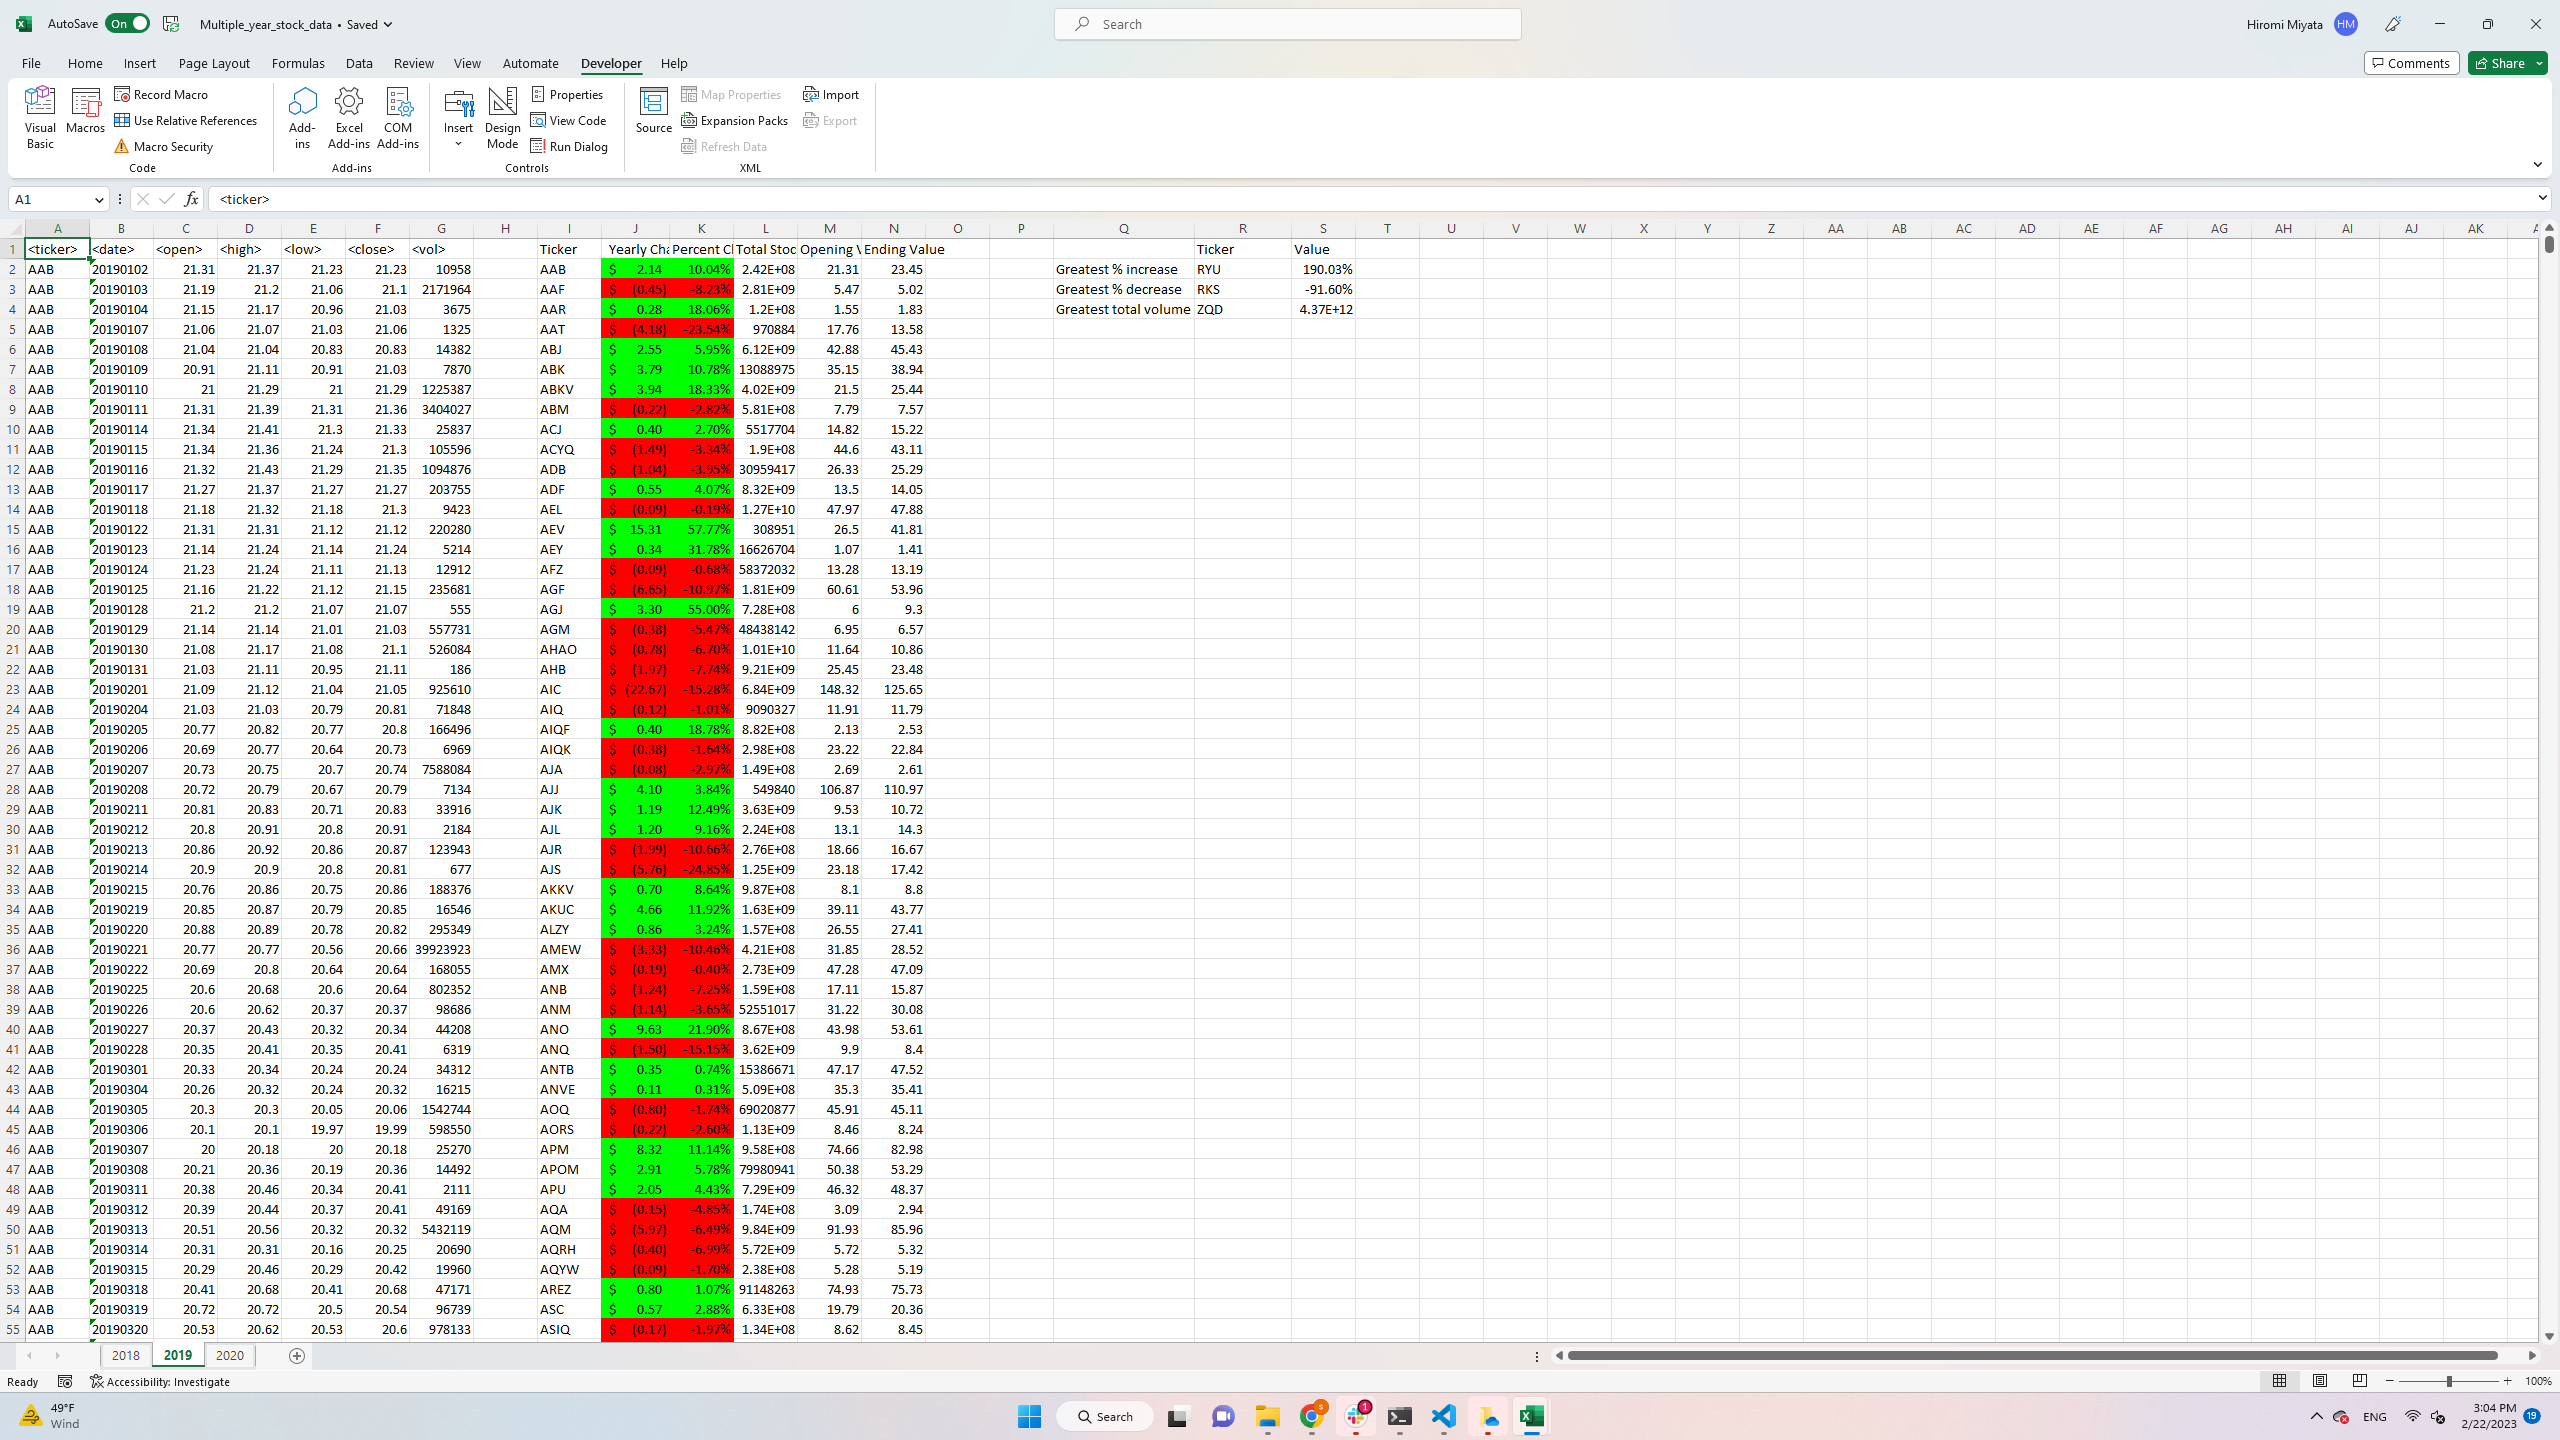 AutoSave On Multiple_year_stock_data • Saved Search Hiromi Miyata HM
File Home Insert Page Layout Formulas Data Review View Automate Developer Help Comments Share
Visual Basic Macros Record Macro Use Relative References Macro Security Code
Add-ins Excel Add-ins COM Add-ins Add-ins
Insert Design Mode Properties View Code Run Dialog Controls
Source Map Properties Expansion Packs Refresh Data Import Export XML
A1 fx <ticker>
A B C D E F G H I J K L M N O P Q R S T U V W X Y Z AA AB AC AD AE AF AG AH AI AJ AK
1 <ticker> <date> <open> <high> <low> <close> <vol> Ticker Yearly Cha Percent Cl Total Stoc Opening V Ending Value Ticker Value
2 AAB 20190102 21.31 21.37 21.23 21.23 10958 AAB $ 2.14 10.04% 2.42E+08 21.31 23.45 Greatest % increase RYU 190.03%
3 AAB 20190103 21.19 21.2 21.06 21.1 2171964 AAF $ (0.45) -8.23% 2.81E+09 5.47 5.02 Greatest % decrease RKS -91.60%
4 AAB 20190104 21.15 21.17 20.96 21.03 3675 AAR $ 0.28 18.06% 1.2E+08 1.55 1.83 Greatest total volume ZQD 4.37E+12
5 AAB 20190107 21.06 21.07 21.03 21.06 1325 AAT $ (4.18) -23.54% 970884 17.76 13.58
6 AAB 20190108 21.04 21.04 20.83 20.83 14382 ABJ $ 2.55 5.95% 6.12E+09 42.88 45.43
7 AAB 20190109 20.91 21.11 20.91 21.03 7870 ABK $ 3.79 10.78% 13088975 35.15 38.94
8 AAB 20190110 21 21.29 21 21.29 1225387 ABKV $ 3.94 18.33% 4.02E+09 21.5 25.44
9 AAB 20190111 21.31 21.39 21.31 21.36 3404027 ABM $ (0.22) -2.82% 5.81E+08 7.79 7.57
10 AAB 20190114 21.34 21.41 21.3 21.33 25837 ACJ $ 0.40 2.70% 5517704 14.82 15.22
11 AAB 20190115 21.34 21.36 21.24 21.3 105596 ACYQ $ (1.49) -3.34% 1.9E+08 44.6 43.11
12 AAB 20190116 21.32 21.43 21.29 21.35 1094876 ADB $ (1.04) -3.95% 30959417 26.33 25.29
13 AAB 20190117 21.27 21.37 21.27 21.27 203755 ADF $ 0.55 4.07% 8.32E+09 13.5 14.05
14 AAB 20190118 21.18 21.32 21.18 21.3 9423 AEL $ (0.09) -0.19% 1.27E+10 47.97 47.88
15 AAB 20190122 21.31 21.31 21.12 21.12 220280 AEV $ 15.31 57.77% 308951 26.5 41.81
16 AAB 20190123 21.14 21.24 21.14 21.24 5214 AEY $ 0.34 31.78% 16626704 1.07 1.41
17 AAB 20190124 21.23 21.24 21.11 21.13 12912 AFZ $ (0.09) -0.68% 58372032 13.28 13.19
18 AAB 20190125 21.16 21.22 21.12 21.15 235681 AGF $ (6.65) -10.97% 1.81E+09 60.61 53.96
19 AAB 20190128 21.2 21.2 21.07 21.07 555 AGJ $ 3.30 55.00% 7.28E+08 6 9.3
20 AAB 20190129 21.14 21.14 21.01 21.03 557731 AGM $ (0.38) -5.47% 48438142 6.95 6.57
21 AAB 20190130 21.08 21.17 21.08 21.1 526084 AHAO $ (0.78) -6.70% 1.01E+10 11.64 10.86
22 AAB 20190131 21.03 21.11 20.95 21.11 186 AHB $ (1.97) -7.74% 9.21E+09 25.45 23.48
23 AAB 20190201 21.09 21.12 21.04 21.05 925610 AIC $ (22.67) -15.28% 6.84E+09 148.32 125.65
24 AAB 20190204 21.03 21.03 20.79 20.81 71848 AIQ $ (0.12) -1.01% 9090327 11.91 11.79
25 AAB 20190205 20.77 20.82 20.77 20.8 166496 AIQF $ 0.40 18.78% 8.82E+08 2.13 2.53
26 AAB 20190206 20.69 20.77 20.64 20.73 6969 AIQK $ (0.38) -1.64% 2.98E+08 23.22 22.84
27 AAB 20190207 20.73 20.75 20.7 20.74 7588084 AJA $ (0.08) -2.97% 1.49E+08 2.69 2.61
28 AAB 20190208 20.72 20.79 20.67 20.79 7134 AJJ $ 4.10 3.84% 549840 106.87 110.97
29 AAB 20190211 20.81 20.83 20.71 20.83 33916 AJK $ 1.19 12.49% 3.63E+09 9.53 10.72
30 AAB 20190212 20.8 20.91 20.8 20.91 2184 AJL $ 1.20 9.16% 2.24E+08 13.1 14.3
31 AAB 20190213 20.86 20.92 20.86 20.87 123943 AJR $ (1.99) -10.66% 2.76E+08 18.66 16.67
32 AAB 20190214 20.9 20.9 20.8 20.81 677 AJS $ (5.76) -24.85% 1.25E+09 23.18 17.42
33 AAB 20190215 20.76 20.86 20.75 20.86 188376 AKKV $ 0.70 8.64% 9.87E+08 8.1 8.8
34 AAB 20190219 20.85 20.87 20.79 20.85 16546 AKUC $ 4.66 11.92% 1.63E+09 39.11 43.77
35 AAB 20190220 20.88 20.89 20.78 20.82 295349 ALZY $ 0.86 3.24% 1.57E+08 26.55 27.41
36 AAB 20190221 20.77 20.77 20.56 20.66 39923923 AMEW $ (3.33) -10.46% 4.21E+08 31.85 28.52
37 AAB 20190222 20.69 20.8 20.64 20.64 168055 AMX $ (0.19) -0.40% 2.73E+09 47.28 47.09
38 AAB 20190225 20.6 20.68 20.6 20.64 802352 ANB $ (1.24) -7.25% 1.59E+08 17.11 15.87
39 AAB 20190226 20.6 20.62 20.37 20.37 98686 ANM $ (1.14) -3.65% 52551017 31.22 30.08
40 AAB 20190227 20.37 20.43 20.32 20.34 44208 ANO $ 9.63 21.90% 8.67E+08 43.98 53.61
41 AAB 20190228 20.35 20.41 20.35 20.41 6319 ANQ $ (1.50) -15.15% 3.62E+09 9.9 8.4
42 AAB 20190301 20.33 20.34 20.24 20.24 34312 ANTB $ 0.35 0.74% 15386671 47.17 47.52
43 AAB 20190304 20.26 20.32 20.24 20.32 16215 ANVE $ 0.11 0.31% 5.09E+08 35.3 35.41
44 AAB 20190305 20.3 20.3 20.05 20.06 1542744 AOQ $ (0.80) -1.74% 69020877 45.91 45.11
45 AAB 20190306 20.1 20.1 19.97 19.99 598550 AORS $ (0.22) -2.60% 1.13E+09 8.46 8.24
46 AAB 20190307 20 20.18 20 20.18 25270 APM $ 8.32 11.14% 9.58E+08 74.66 82.98
47 AAB 20190308 20.21 20.36 20.19 20.36 14492 APOM $ 2.91 5.78% 79980941 50.38 53.29
48 AAB 20190311 20.38 20.46 20.34 20.41 2111 APU $ 2.05 4.43% 7.29E+09 46.32 48.37
49 AAB 20190312 20.39 20.44 20.37 20.41 49169 AQA $ (0.15) -4.85% 1.74E+08 3.09 2.94
50 AAB 20190313 20.51 20.56 20.32 20.32 5432119 AQM $ (5.97) -6.49% 9.84E+09 91.93 85.96
51 AAB 20190314 20.31 20.31 20.16 20.25 20690 AQRH $ (0.40) -6.99% 5.72E+09 5.72 5.32
52 AAB 20190315 20.29 20.46 20.29 20.42 19960 AQYW $ (0.09) -1.70% 2.38E+08 5.28 5.19
53 AAB 20190318 20.41 20.68 20.41 20.68 47171 AREZ $ 0.80 1.07% 91148263 74.93 75.73
54 AAB 20190319 20.72 20.72 20.5 20.54 96739 ASC $ 0.57 2.88% 6.33E+08 19.79 20.36
55 AAB 20190320 20.53 20.62 20.53 20.6 978133 ASIQ $ (0.17) -1.97% 1.34E+08 8.62 8.45
2018 2019 2020
Ready Accessibility: Investigate 100%
49°F Wind Search 1 ENG 3:04 PM 2/22/2023 19